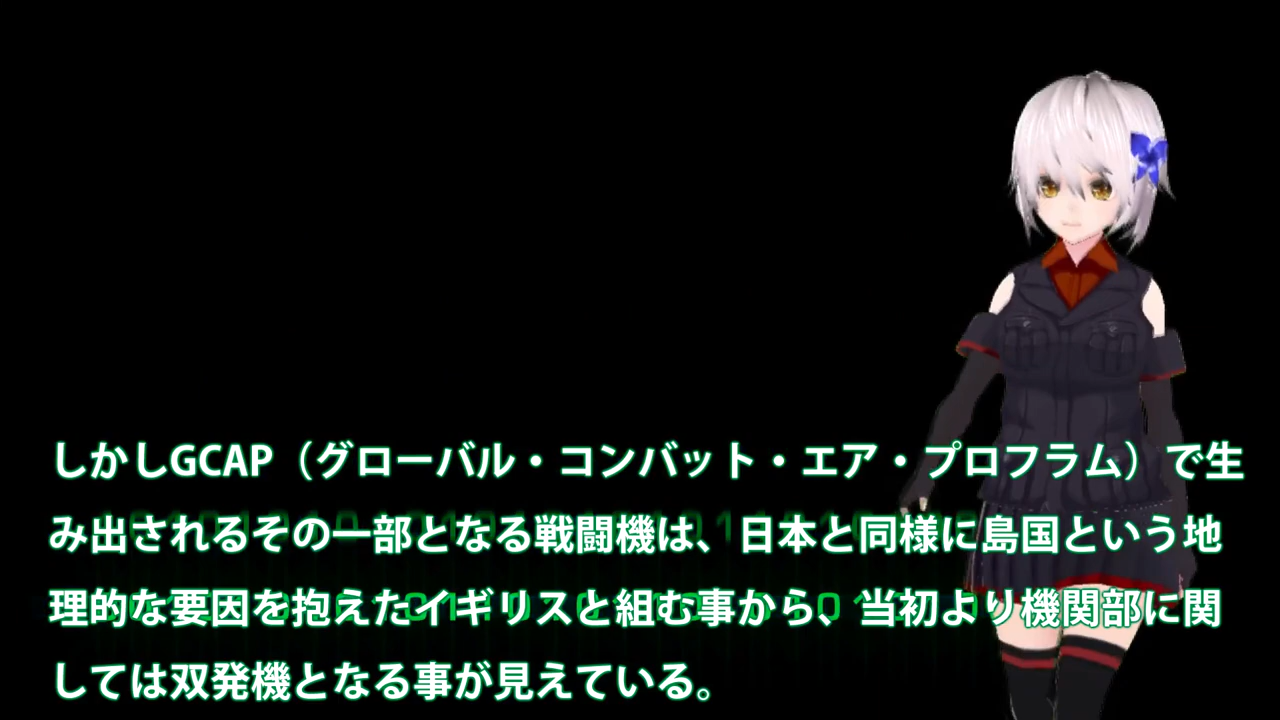 しかしGCAP（グローバル・コンバット・エア・プロフラム）で生
み出されるその一部となる戦闘機は、日本と同様に島国という地
理的な要因を抱えたイギリスと組む事から、当初より機関部に関
しては双発機となる事が見えている。